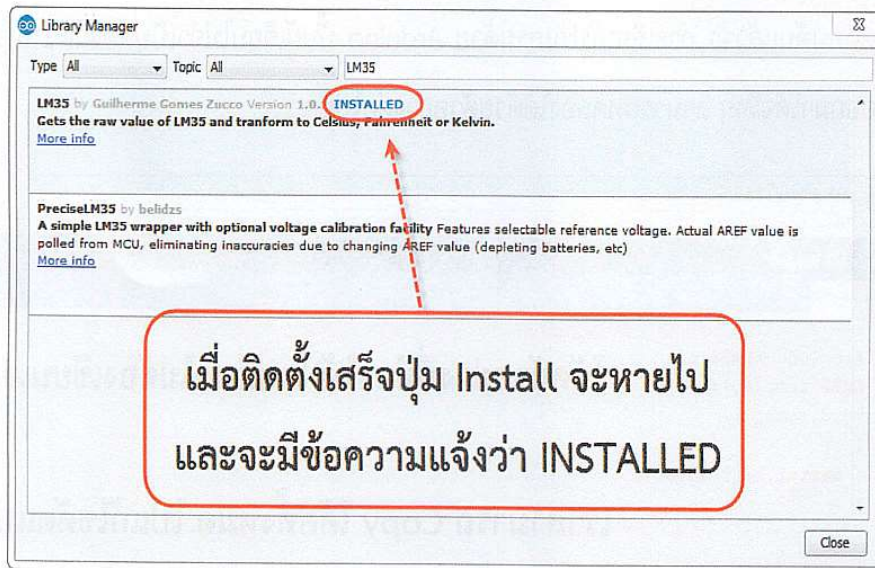 Library Manager
Type All Topic All LM35
LM35 by Guilherme Gomes Zucco Version 1.0. INSTALLED
Gets the raw value of LM35 and tranform to Celsius, Fahrenheit or Kelvin.
More info
PreciseLM35 by belidzs
A simple LM35 wrapper with optional voltage calibration facility Features selectable reference voltage. Actual AREF value is
polled from MCU, eliminating inaccuracies due to changing AREF value (depleting batteries, etc)
More info
เมื่อติดตั้งเสร็จปุ่ม Install จะหายไป
และจะมีข้อความแจ้งว่า INSTALLED
Close